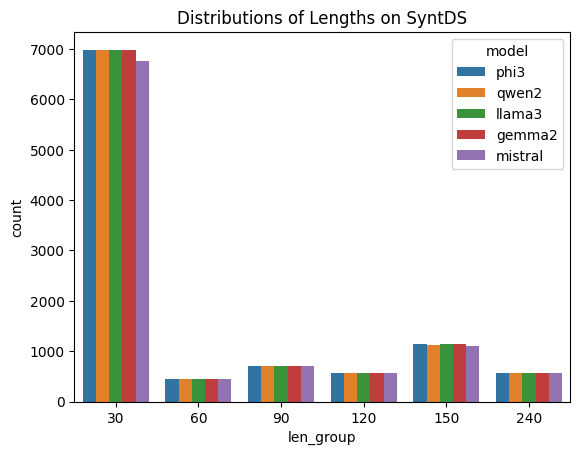 Distributions of Lengths on SyntDS
model
phi3
qwen2
llama3
gemma2
mistral
count
7000
6000
5000
4000
3000
2000
1000
0
30 60 90 120 150 240
len_group